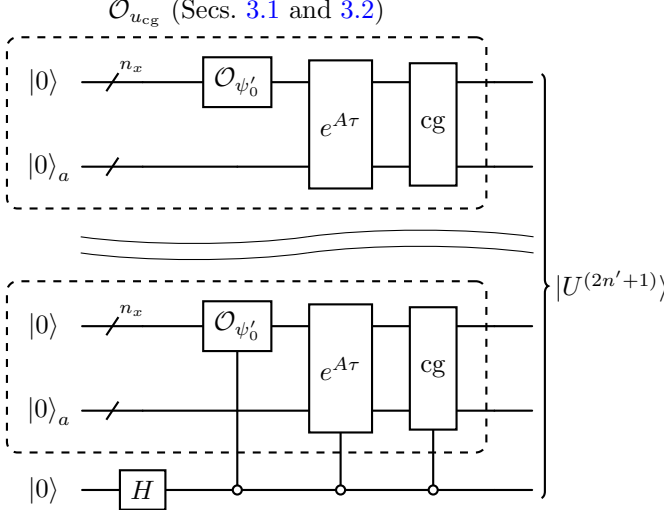 𝒪_{u_cg} (Secs. 3.1 and 3.2)
|0⟩ n_x 𝒪_{ψ′_0} e^{Aτ} cg
|0⟩_a
|U^{(2n′+1)}⟩
|0⟩ n_x 𝒪_{ψ′_0} e^{Aτ} cg
|0⟩_a
|0⟩ H